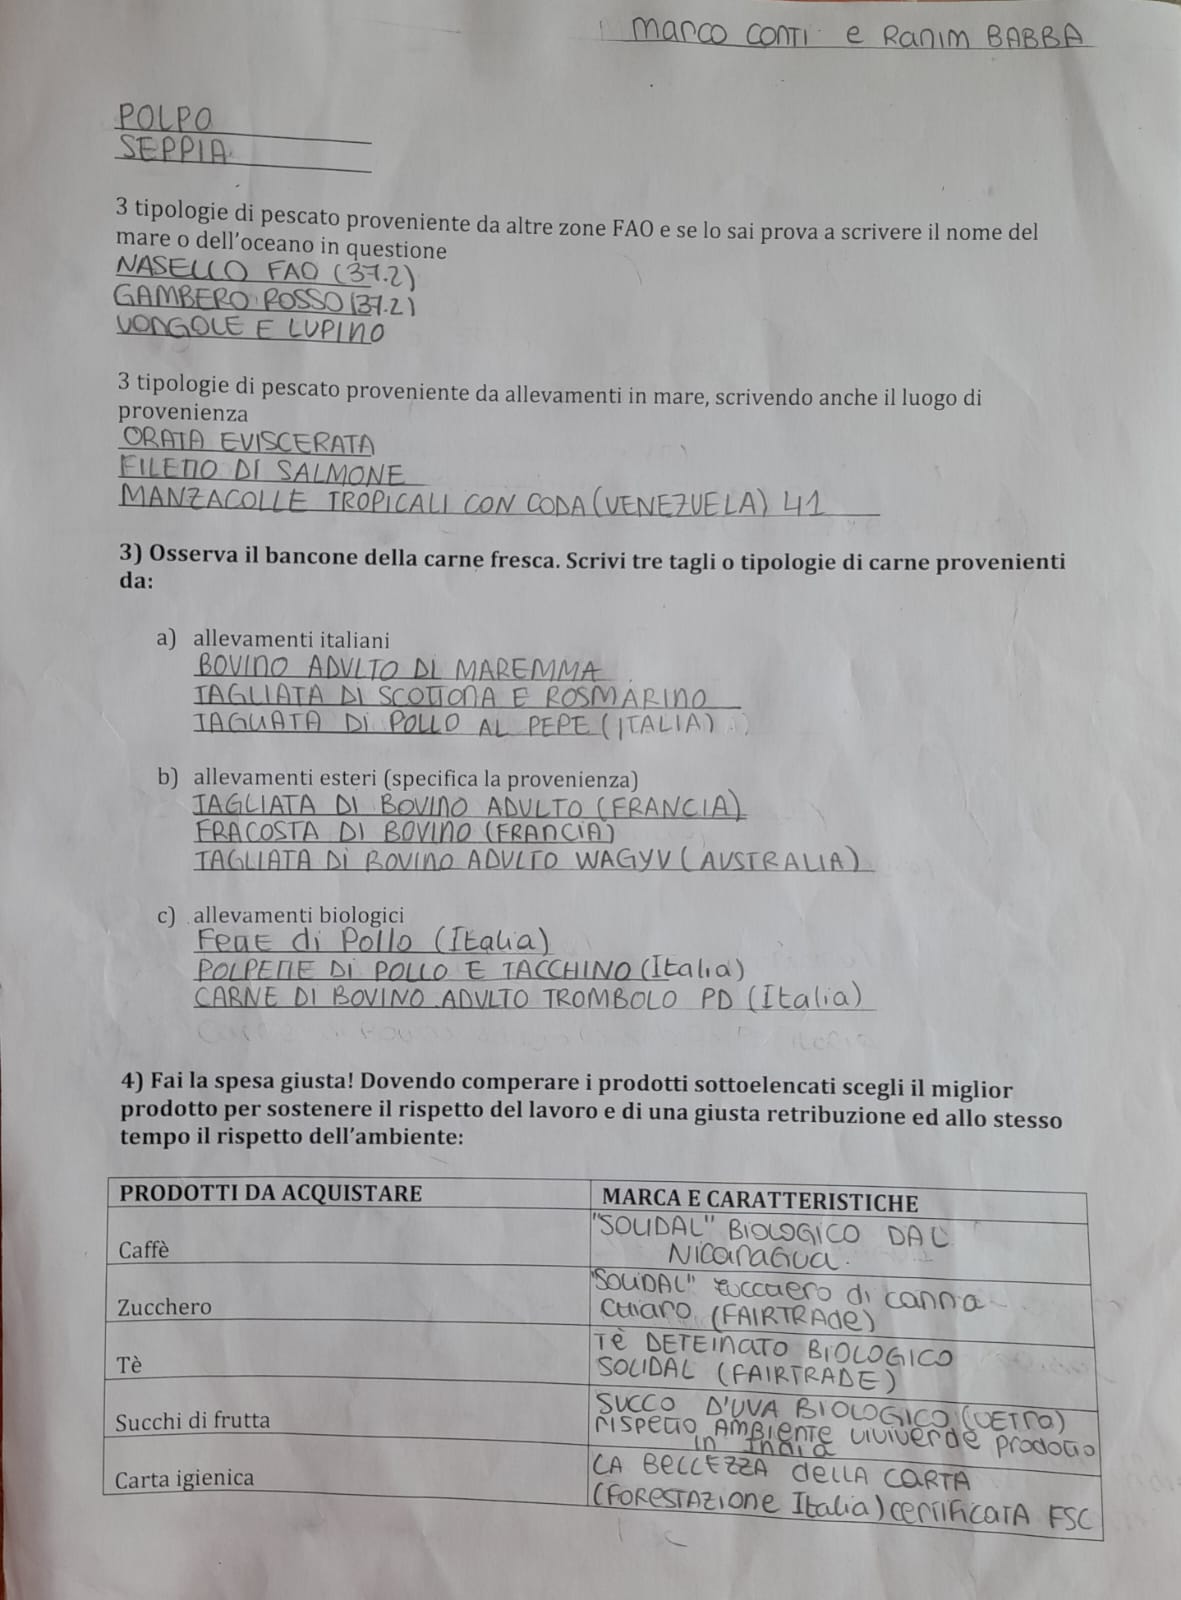 Marco Conti e Ranim BABBA
POLPO
SEPPIA
3 tipologie di pescato proveniente da altre zone FAO e se lo sai prova a scrivere il nome del
mare o dell'oceano in questione
NASELLO FAO (37.2)
GAMBERO ROSSO (37.2)
VONGOLE E LUPINO
3 tipologie di pescato proveniente da allevamenti in mare, scrivendo anche il luogo di
provenienza
ORATA EVISCERATA
FILETTO DI SALMONE
MANZACOLLE TROPICALI CON CODA (VENEZUELA) 41
3) Osserva il bancone della carne fresca. Scrivi tre tagli o tipologie di carne provenienti
da:
a) allevamenti italiani
BOVINO ADULTO DI MAREMMA
TAGLIATA DI SCOTTONA E ROSMARINO
TAGLIATA DI POLLO AL PEPE (ITALIA)
b) allevamenti esteri (specifica la provenienza)
TAGLIATA DI BOVINO ADULTO (FRANCIA)
FRACOSTA DI BOVINO (FRANCIA)
TAGLIATA DI BOVINO ADULTO WAGYU (AUSTRALIA)
c) allevamenti biologici
di Pollo (Italia)
POLPETTE DI POLLO E TACCHINO (Italia)
CARNE DI BOVINO ADULTO TROMBOLO PD (Italia)
4) Fai la spesa giusta! Dovendo comperare i prodotti sottoelencati scegli il miglior
prodotto per sostenere il rispetto del lavoro e di una giusta retribuzione ed allo stesso
tempo il rispetto dell'ambiente:
PRODOTTI DA ACQUISTARE MARCA E CARATTERISTICHE
Caffè "SOLIDAL" BIOLOGICO DAL
NICaraGua.
Zucchero "SOLIDAL" zucchero di canna
chiaro (FAIRTRADE)
Tè Tè DETEINATO BIOLOGICO
SOLIDAL (FAIRTRADE)
Succhi di frutta SUCCO D'UVA BIOLOGICO (VETRO)
rispetto AMBIENTE viviverde prodotto
in India
Carta igienica LA BELLEZZA dELLA CARTA
(FORESTAZIONE Italia) certificata FSC